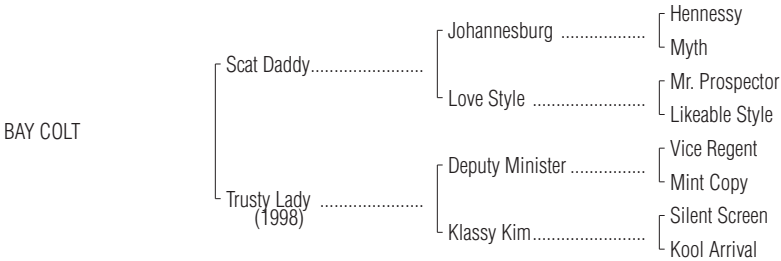 Hennessy
Johannesburg ...................
Myth
Scat Daddy........................
Mr. Prospector
Love Style ........................
Likeable Style
BAY COLT
Vice Regent
Deputy Minister ................
Mint Copy
Trusty Lady ......................
(1998)
Silent Screen
Klassy Kim........................
Kool Arrival